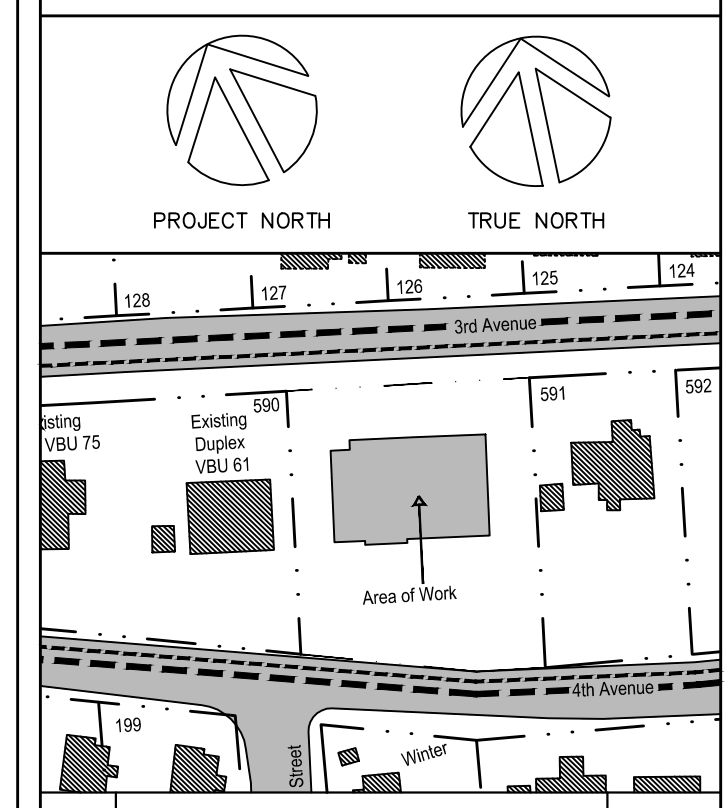 PROJECT NORTH
TRUE NORTH
128
127
126
125
124
3rd Avenue
590
591
592
VBU 75
Existing
Duplex
VBU 61
Area of Work
4th Avenue
199
Winter
Street